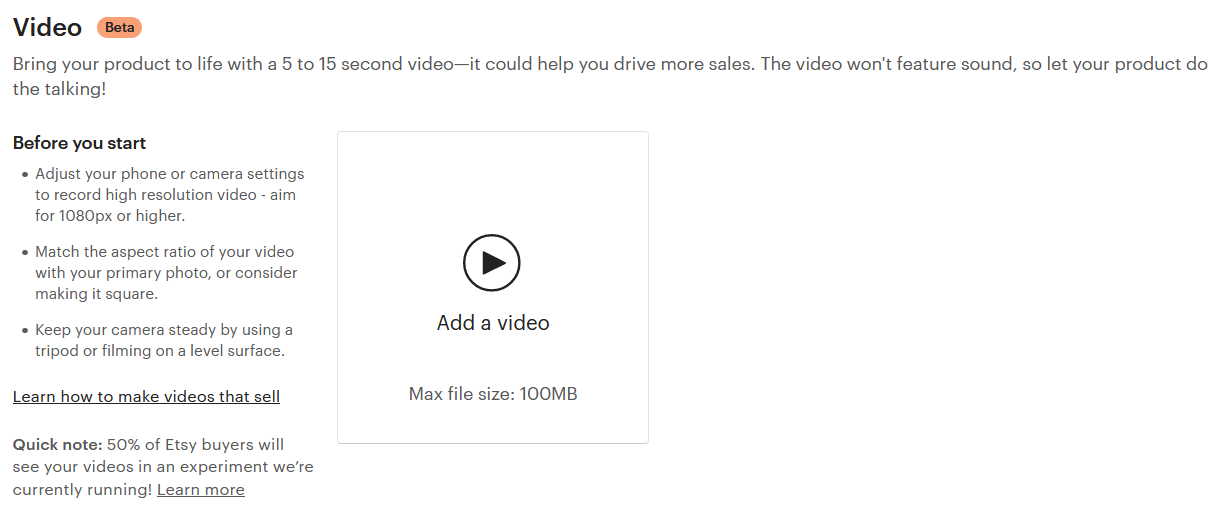 Video Beta
Bring your product to life with a 5 to 15 second video—it could help you drive more sales. The video won't feature sound, so let your product do
the talking!
Before you start
• Adjust your phone or camera settings
to record high resolution video - aim
for 1080px or higher.
• Match the aspect ratio of your video
with your primary photo, or consider
making it square.
• Keep your camera steady by using a
tripod or filming on a level surface.
Learn how to make videos that sell
Quick note: 50% of Etsy buyers will
see your videos in an experiment we’re
currently running! Learn more
Add a video
Max file size: 100MB